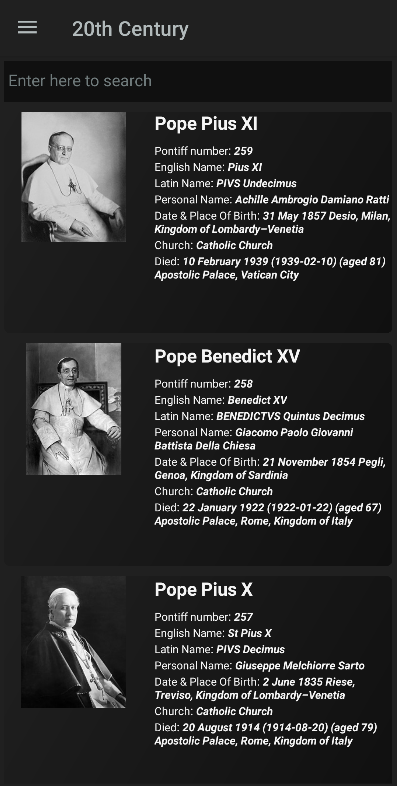 20th Century
Enter here to search
Pope Pius XI
Pontiff number: 259
English Name: Pius XI
Latin Name: PIVS Undecimus
Personal Name: Achille Ambrogio Damiano Ratti
Date & Place Of Birth: 31 May 1857 Desio, Milan,
Kingdom of Lombardy–Venetia
Church: Catholic Church
Died: 10 February 1939 (1939-02-10) (aged 81)
Apostolic Palace, Vatican City
Pope Benedict XV
Pontiff number: 258
English Name: Benedict XV
Latin Name: BENEDICTVS Quintus Decimus
Personal Name: Giacomo Paolo Giovanni
Battista Della Chiesa
Date & Place Of Birth: 21 November 1854 Pegli,
Genoa, Kingdom of Sardinia
Church: Catholic Church
Died: 22 January 1922 (1922-01-22) (aged 67)
Apostolic Palace, Rome, Kingdom of Italy
Pope Pius X
Pontiff number: 257
English Name: St Pius X
Latin Name: PIVS Decimus
Personal Name: Giuseppe Melchiorre Sarto
Date & Place Of Birth: 2 June 1835 Riese,
Treviso, Kingdom of Lombardy–Venetia
Church: Catholic Church
Died: 20 August 1914 (1914-08-20) (aged 79)
Apostolic Palace, Rome, Kingdom of Italy